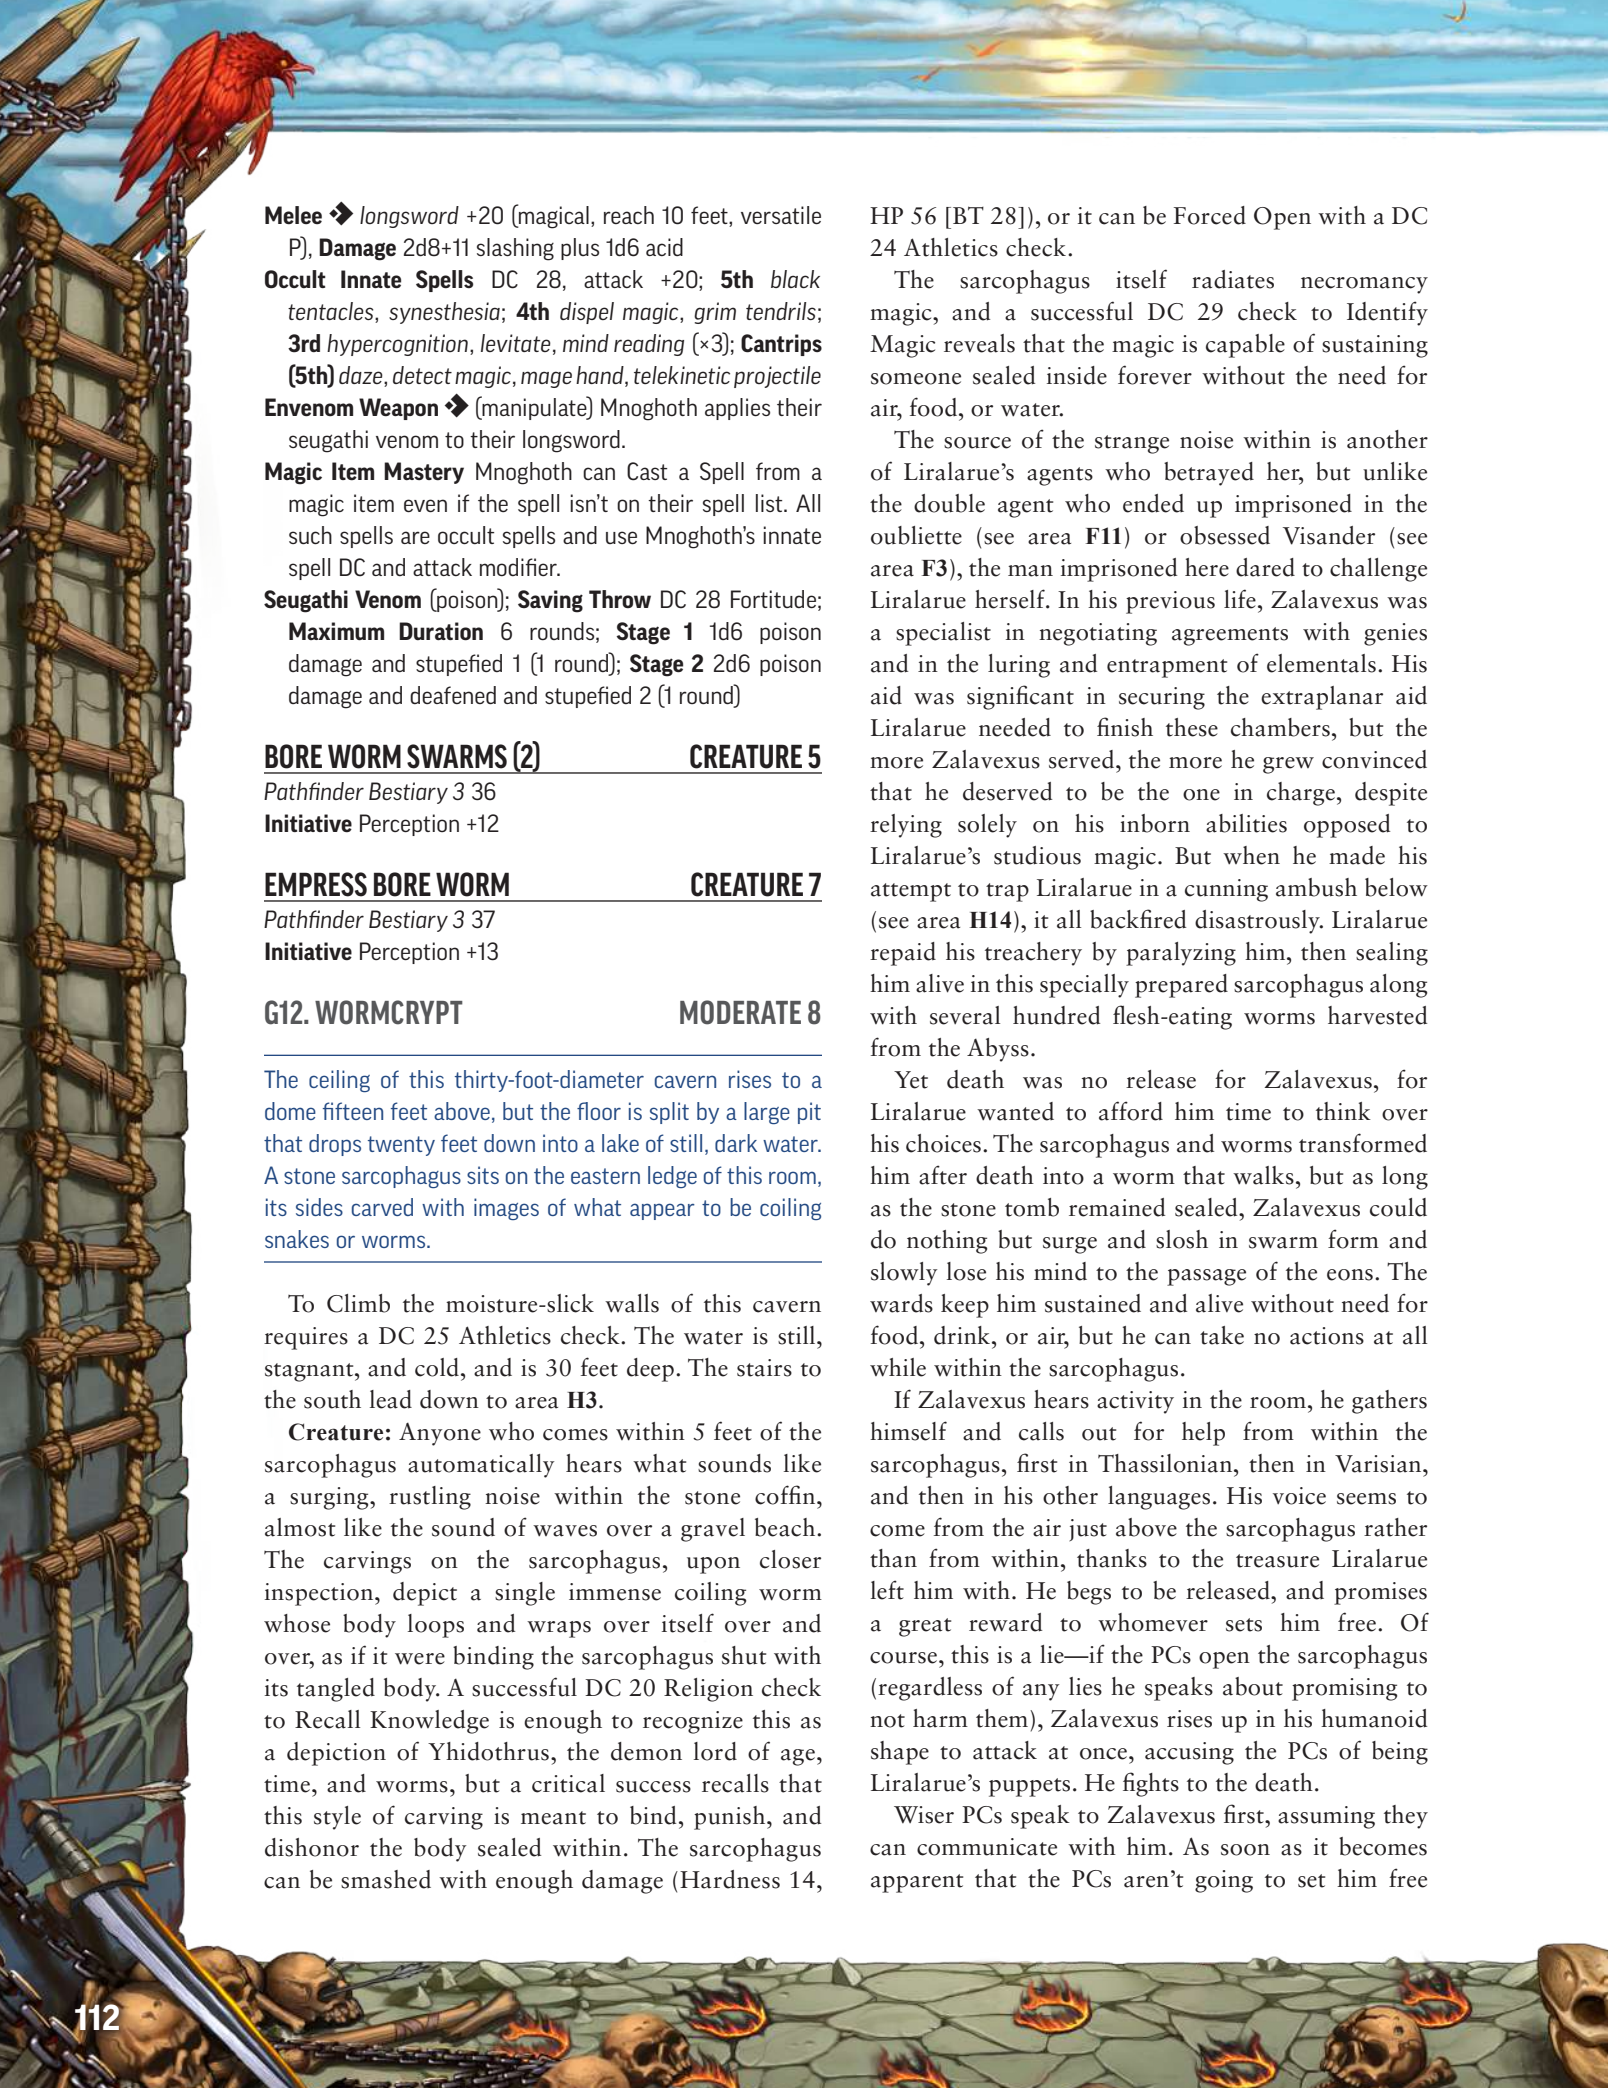 Melee longsword +20 (magical, reach 10 feet, versatile
P), Damage 2d8+11 slashing plus 1d6 acid
Occult Innate Spells DC 28, attack +20; 5th black
tentacles, synesthesia; 4th dispel magic, grim tendrils;
3rd hypercognition, levitate, mind reading (×3); Cantrips
(5th) daze, detect magic, mage hand, telekinetic projectile
Envenom Weapon (manipulate) Mnoghoth applies their
seugathi venom to their longsword.
Magic Item Mastery Mnoghoth can Cast a Spell from a
magic item even if the spell isn't on their spell list. All
such spells are occult spells and use Mnoghoth's innate
spell DC and attack modifier.
Seugathi Venom (poison); Saving Throw DC 28 Fortitude;
Maximum Duration 6 rounds; Stage 1 1d6 poison
damage and stupefied 1 (1 round); Stage 2 2d6 poison
damage and deafened and stupefied 2 (1 round)
BORE WORM SWARMS (2) CREATURE 5
Pathfinder Bestiary 3 36
Initiative Perception +12
EMPRESS BORE WORM CREATURE 7
Pathfinder Bestiary 3 37
Initiative Perception +13
G12. WORMCRYPT MODERATE 8
The ceiling of this thirty-foot-diameter cavern rises to a
dome fifteen feet above, but the floor is split by a large pit
that drops twenty feet down into a lake of still, dark water.
A stone sarcophagus sits on the eastern ledge of this room,
its sides carved with images of what appear to be coiling
snakes or worms.
To Climb the moisture-slick walls of this cavern
requires a DC 25 Athletics check. The water is still,
stagnant, and cold, and is 30 feet deep. The stairs to
the south lead down to area H3.
Creature: Anyone who comes within 5 feet of the
sarcophagus automatically hears what sounds like
a surging, rustling noise within the stone coffin,
almost like the sound of waves over a gravel beach.
The carvings on the sarcophagus, upon closer
inspection, depict a single immense coiling worm
whose body loops and wraps over itself over and
over, as if it were binding the sarcophagus shut with
its tangled body. A successful DC 20 Religion check
to Recall Knowledge is enough to recognize this as
a depiction of Yhidothrus, the demon lord of age,
time, and worms, but a critical success recalls that
this style of carving is meant to bind, punish, and
dishonor the body sealed within. The sarcophagus
can be smashed with enough damage (Hardness 14,
HP 56 [BT 28]), or it can be Forced Open with a DC
24 Athletics check.
The sarcophagus itself radiates necromancy
magic, and a successful DC 29 check to Identify
Magic reveals that the magic is capable of sustaining
someone sealed inside forever without the need for
air, food, or water.
The source of the strange noise within is another
of Liralarue's agents who betrayed her, but unlike
the double agent who ended up imprisoned in the
oubliette (see area F11) or obsessed Visander (see
area F3), the man imprisoned here dared to challenge
Liralarue herself. In his previous life, Zalavexus was
a specialist in negotiating agreements with genies
and in the luring and entrapment of elementals. His
aid was significant in securing the extraplanar aid
Liralarue needed to finish these chambers, but the
more Zalavexus served, the more he grew convinced
that he deserved to be the one in charge, despite
relying solely on his inborn abilities opposed to
Liralarue's studious magic. But when he made his
attempt to trap Liralarue in a cunning ambush below
(see area H14), it all backfired disastrously. Liralarue
repaid his treachery by paralyzing him, then sealing
him alive in this specially prepared sarcophagus along
with several hundred flesh-eating worms harvested
from the Abyss.
Yet death was no release for Zalavexus, for
Liralarue wanted to afford him time to think over
his choices. The sarcophagus and worms transformed
him after death into a worm that walks, but as long
as the stone tomb remained sealed, Zalavexus could
do nothing but surge and slosh in swarm form and
slowly lose his mind to the passage of the eons. The
wards keep him sustained and alive without need for
food, drink, or air, but he can take no actions at all
while within the sarcophagus.
If Zalavexus hears activity in the room, he gathers
himself and calls out for help from within the
sarcophagus, first in Thassilonian, then in Varisian,
and then in his other languages. His voice seems to
come from the air just above the sarcophagus rather
than from within, thanks to the treasure Liralarue
left him with. He begs to be released, and promises
a great reward to whomever sets him free. Of
course, this is a lie—if the PCs open the sarcophagus
(regardless of any lies he speaks about promising to
not harm them), Zalavexus rises up in his humanoid
shape to attack at once, accusing the PCs of being
Liralarue's puppets. He fights to the death.
Wiser PCs speak to Zalavexus first, assuming they
can communicate with him. As soon as it becomes
apparent that the PCs aren't going to set him free
112